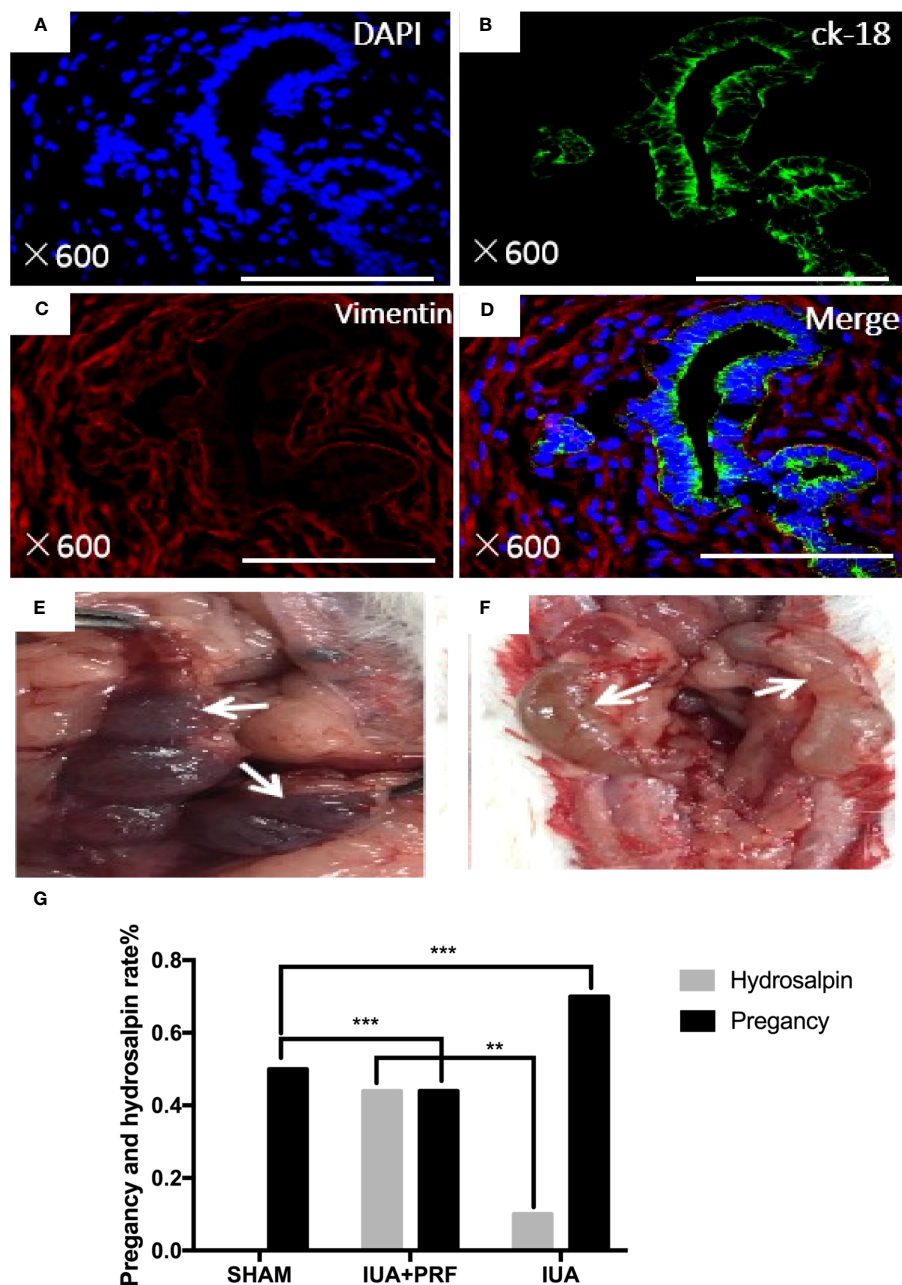 A
DAPI
× 600
B
ck-18
× 600
C
Vimentin
× 600
D
Merge
× 600
E
F
G
Pregancy and hydrosalpin rate%
0.8
0.6
0.4
0.2
0.0
***
***
**
SHAM
IUA+PRF
IUA
Hydrosalpin
Pregancy